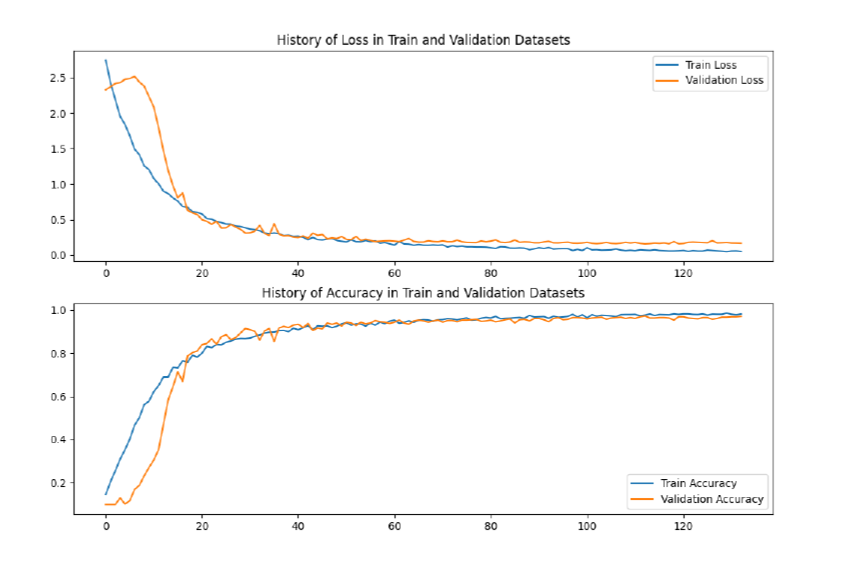 History of Loss in Train and Validation Datasets
2.5
2.0
1.5
1.0
0.5
0.0
Train Loss
Validation Loss
0 20 40 60 80 100 120
History of Accuracy in Train and Validation Datasets
1.0
0.8
0.6
0.4
0.2
Train Accuracy
Validation Accuracy
0 20 40 60 80 100 120